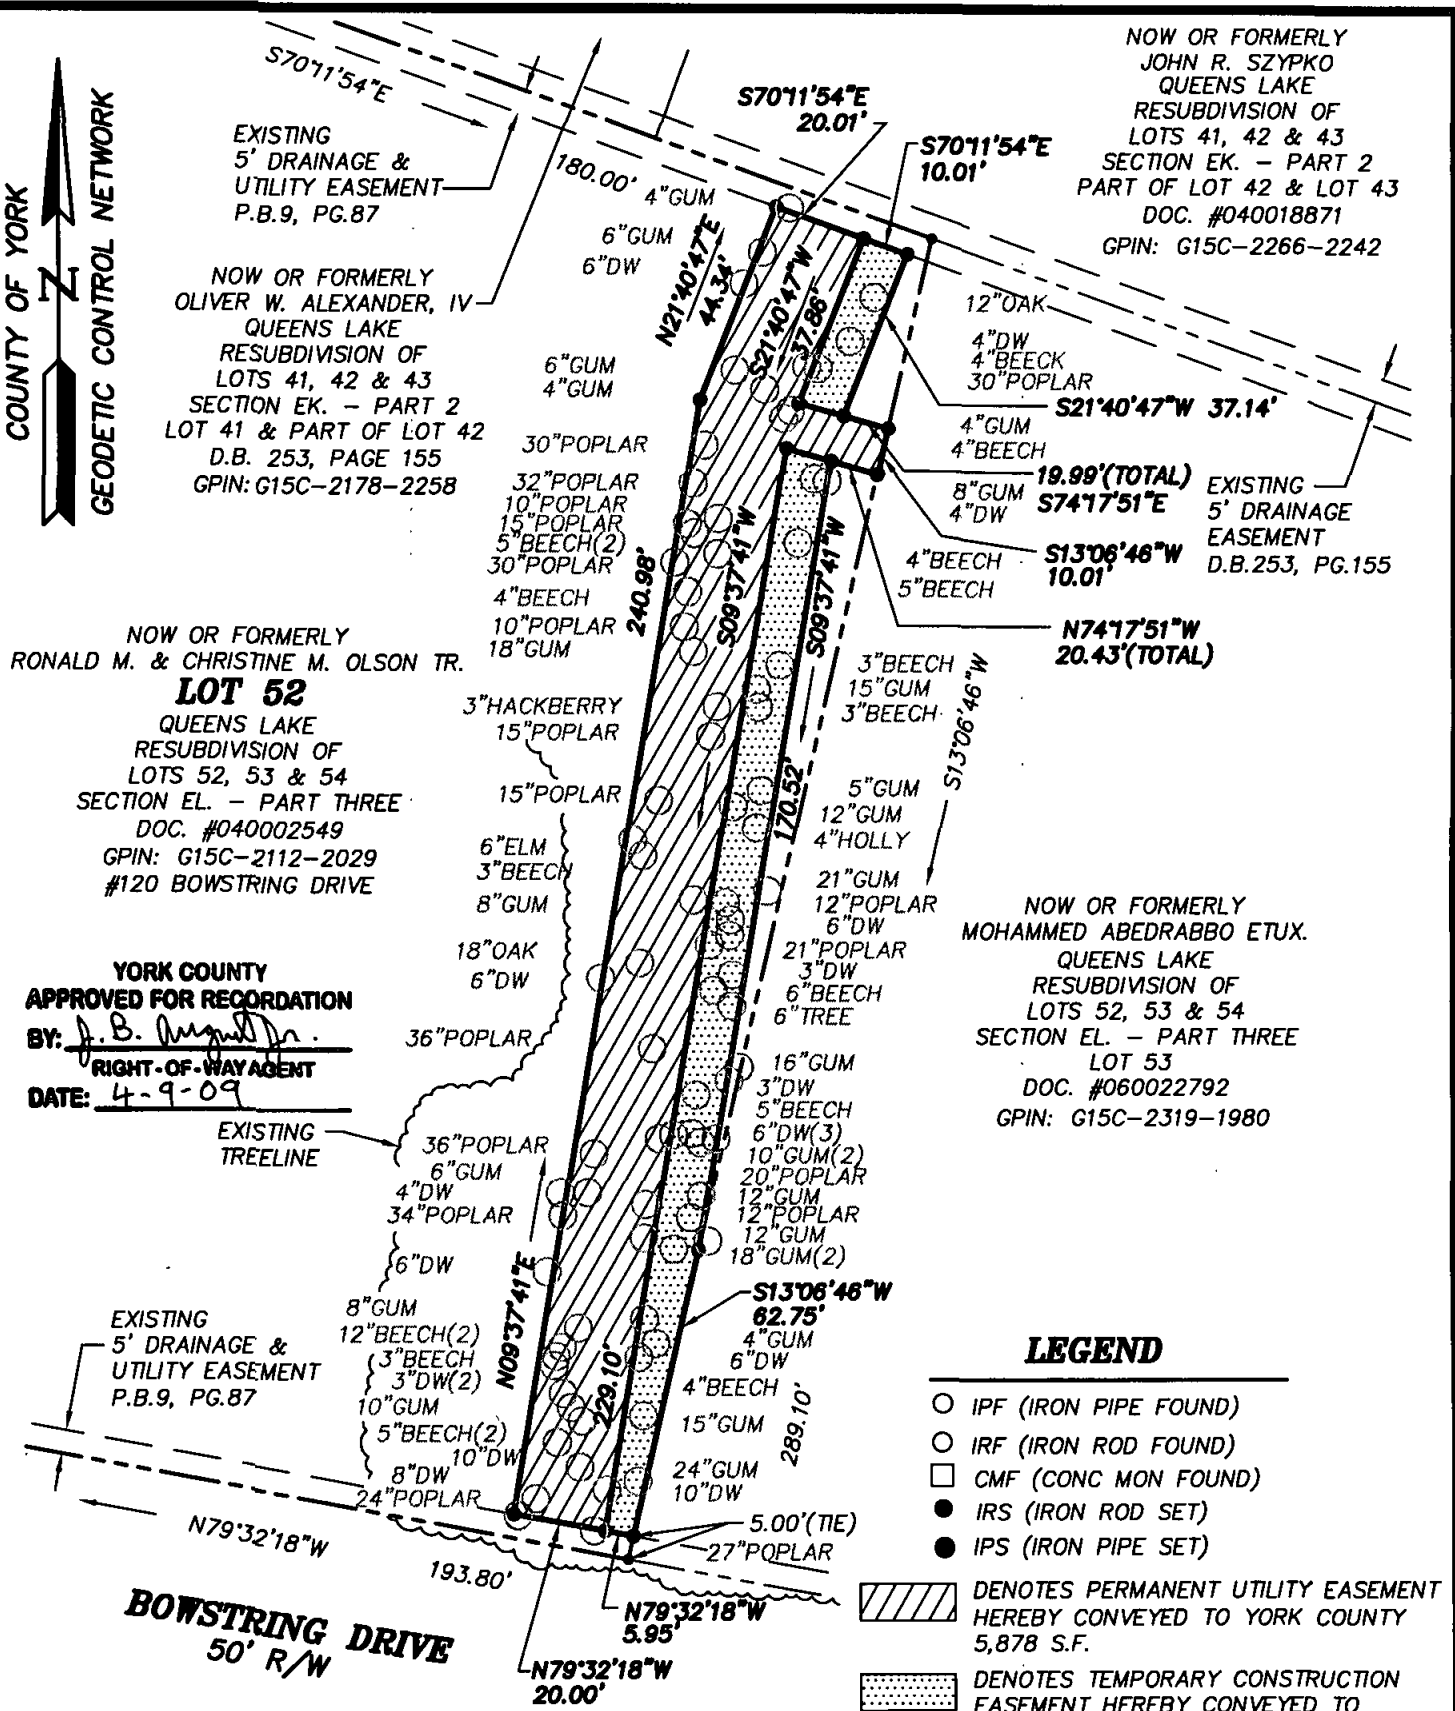 COUNTY OF YORK
GEODETIC CONTROL NETWORK
N
S70°11'54"E
EXISTING
5' DRAINAGE &
UTILITY EASEMENT
P.B.9, PG.87
180.00'
S70°11'54"E
20.01'
S70°11'54"E
10.01'
NOW OR FORMERLY
JOHN R. SZYPKO
QUEENS LAKE
RESUBDIVISION OF
LOTS 41, 42 & 43
SECTION EK. - PART 2
PART OF LOT 42 & LOT 43
DOC. #040018871
GPIN: G15C-2266-2242
NOW OR FORMERLY
OLIVER W. ALEXANDER, IV
QUEENS LAKE
RESUBDIVISION OF
LOTS 41, 42 & 43
SECTION EK. - PART 2
LOT 41 & PART OF LOT 42
D.B. 253, PAGE 155
GPIN: G15C-2178-2258
4"GUM
6"GUM
6"DW
N21°40'47"E
44.34'
S21°40'47"W
37.86'
6"GUM
4"GUM
30"POPLAR
32"POPLAR
10"POPLAR
15"POPLAR
5"BEECH(2)
30"POPLAR
4"BEECH
10"POPLAR
18"GUM
240.98'
S09°37'41"W
S09°37'41"W
12"OAK
4"DW
4"BEECK
30"POPLAR
S21°40'47"W 37.14'
4"GUM
4"BEECH
19.99'(TOTAL)
S74°17'51"E
8"GUM
4"DW
EXISTING
5' DRAINAGE
EASEMENT
D.B.253, PG.155
4"BEECH
5"BEECH
S13°06'46"W
10.01'
N74°17'51"W
20.43'(TOTAL)
NOW OR FORMERLY
RONALD M. & CHRISTINE M. OLSON TR.
LOT 52
QUEENS LAKE
RESUBDIVISION OF
LOTS 52, 53 & 54
SECTION EL. - PART THREE
DOC. #040002549
GPIN: G15C-2112-2029
#120 BOWSTRING DRIVE
3"HACKBERRY
15"POPLAR
15"POPLAR
6"ELM
3"BEECH
8"GUM
18"OAK
6"DW
36"POPLAR
3"BEECH
15"GUM
3"BEECH
S13°06'46"W
170.52'
5"GUM
12"GUM
4"HOLLY
21"GUM
12"POPLAR
6"DW
21"POPLAR
3"DW
6"BEECH
6"TREE
NOW OR FORMERLY
MOHAMMED ABEDRABBO ETUX.
QUEENS LAKE
RESUBDIVISION OF
LOTS 52, 53 & 54
SECTION EL. - PART THREE
LOT 53
DOC. #060022792
GPIN: G15C-2319-1980
YORK COUNTY
APPROVED FOR RECORDATION
BY: J. B.
RIGHT-OF-WAY AGENT
DATE: 4-9-09
EXISTING
TREELINE
36"POPLAR
6"GUM
4"DW
34"POPLAR
6"DW
N09°37'41"E
16"GUM
3"DW
5"BEECH
6"DW(3)
10"GUM(2)
20"POPLAR
12"GUM
12"POPLAR
12"GUM
18"GUM(2)
S13°06'46"W
62.75'
EXISTING
5' DRAINAGE &
UTILITY EASEMENT
P.B.9, PG.87
8"GUM
12"BEECH(2)
3"BEECH
3"DW(2)
10"GUM
5"BEECH(2)
10"DW
8"DW
24"POPLAR
229.10'
4"GUM
6"DW
4"BEECH
15"GUM
24"GUM
10"DW
289.10'
5.00'(TIE)
27"POPLAR
N79°32'18"W
193.80'
BOWSTRING DRIVE
50' R/W
N79°32'18"W
5.95'
N79°32'18"W
20.00'
LEGEND
IPF (IRON PIPE FOUND)
IRF (IRON ROD FOUND)
CMF (CONC MON FOUND)
IRS (IRON ROD SET)
IPS (IRON PIPE SET)
DENOTES PERMANENT UTILITY EASEMENT
HEREBY CONVEYED TO YORK COUNTY
5,878 S.F.
DENOTES TEMPORARY CONSTRUCTION
EASEMENT HEREBY CONVEYED TO